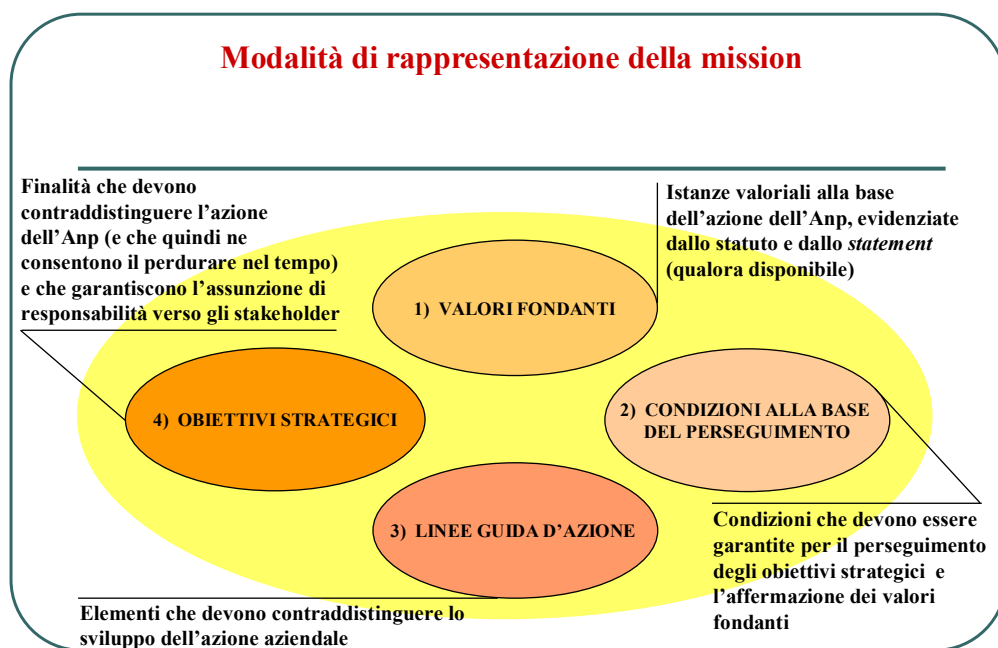 Modalità di rappresentazione della mission
Finalità che devono
contraddistinguere l’azione
dell’Anp (e che quindi ne
consentono il perdurare nel tempo)
e che garantiscono l’assunzione di
responsabilità verso gli stakeholder
Istanze valoriali alla base
dell’azione dell’Anp, evidenziate
dallo statuto e dallo statement
(qualora disponibile)
1) VALORI FONDANTI
4) OBIETTIVI STRATEGICI
2) CONDIZIONI ALLA BASE
DEL PERSEGUIMENTO
3) LINEE GUIDA D’AZIONE
Condizioni che devono essere
garantite per il perseguimento
degli obiettivi strategici e
l’affermazione dei valori
fondanti
Elementi che devono contraddistinguere lo
sviluppo dell’azione aziendale